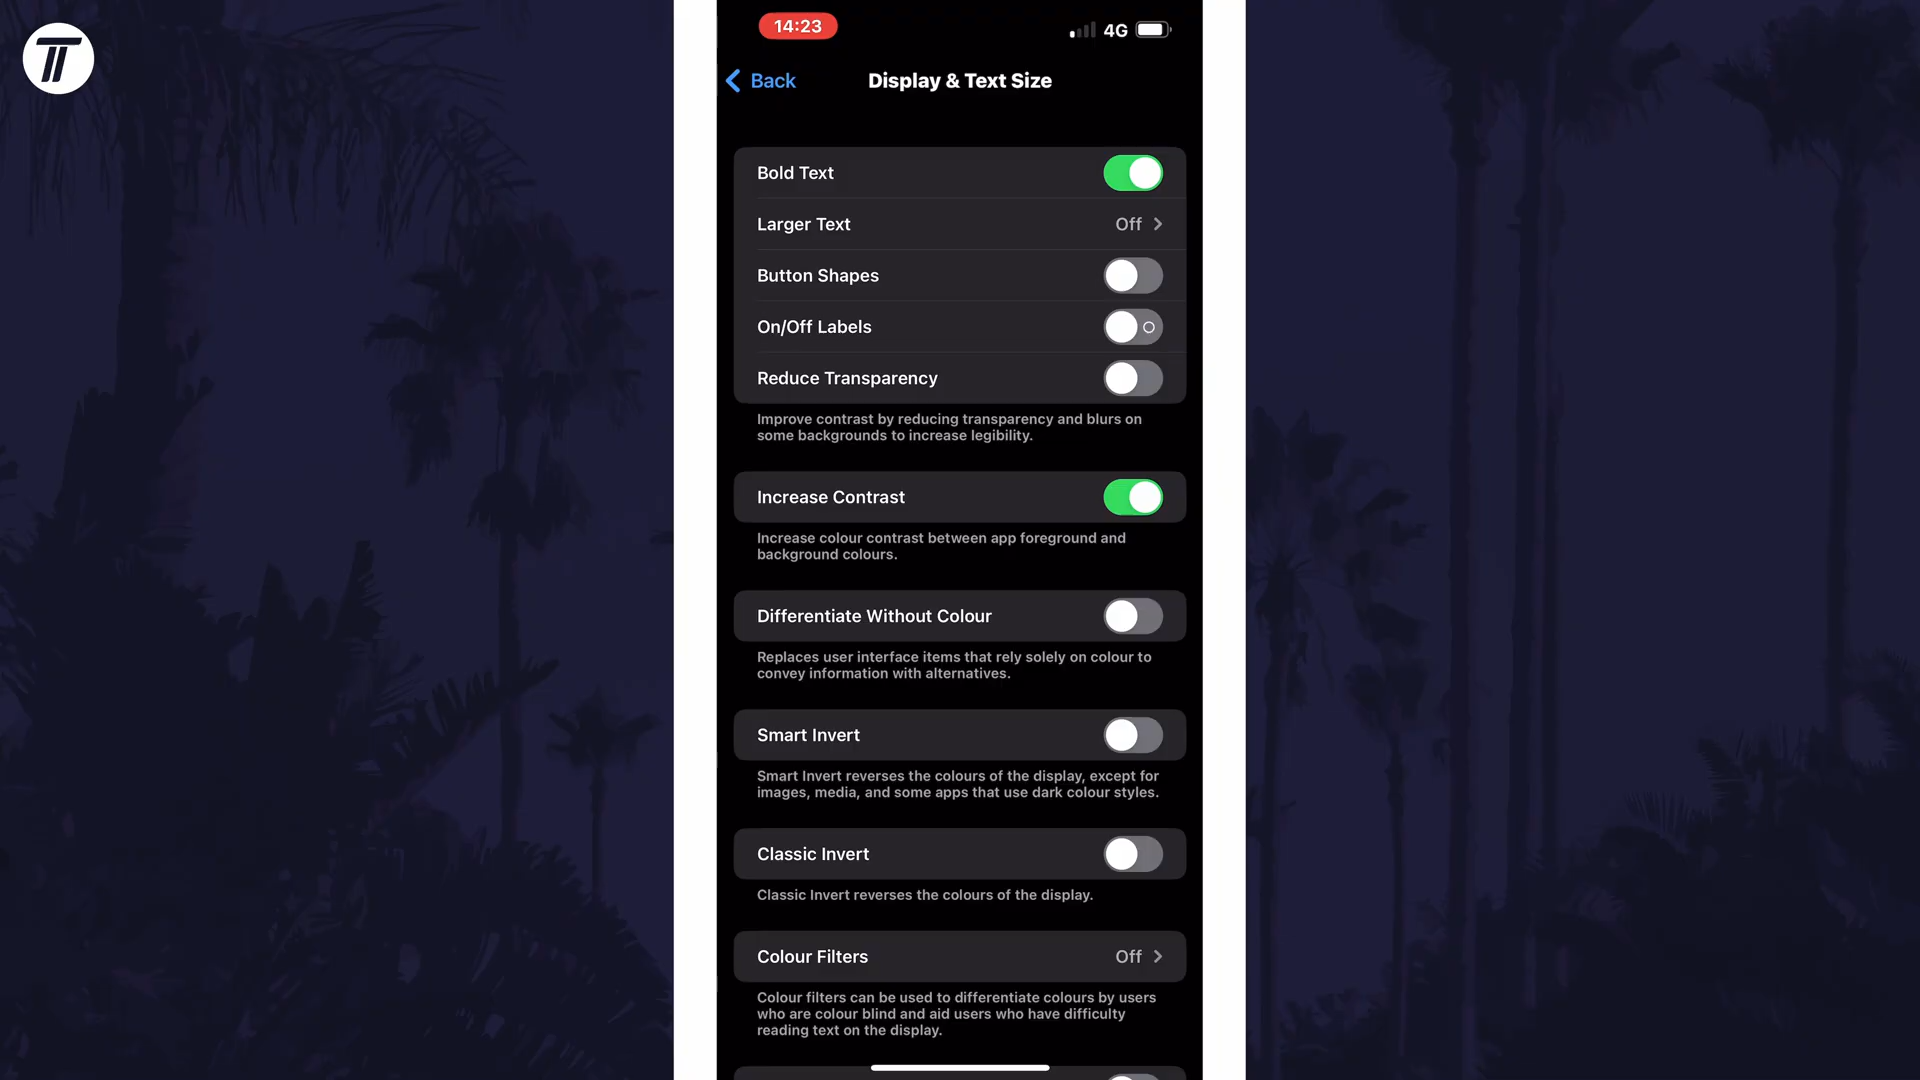 14:23
4G
Back
Display & Text Size
Bold Text
Larger Text
Off
Button Shapes
On/Off Labels
Reduce Transparency
Improve contrast by reducing transparency and blurs on
some backgrounds to increase legibility.
Increase Contrast
Increase colour contrast between app foreground and
background colours.
Differentiate Without Colour
Replaces user interface items that rely solely on colour to
convey information with alternatives.
Smart Invert
Smart Invert reverses the colours of the display, except for
images, media, and some apps that use dark colour styles.
Classic Invert
Classic Invert reverses the colours of the display.
Colour Filters
Off
Colour filters can be used to differentiate colours by users
who are colour blind and aid users who have difficulty
reading text on the display.